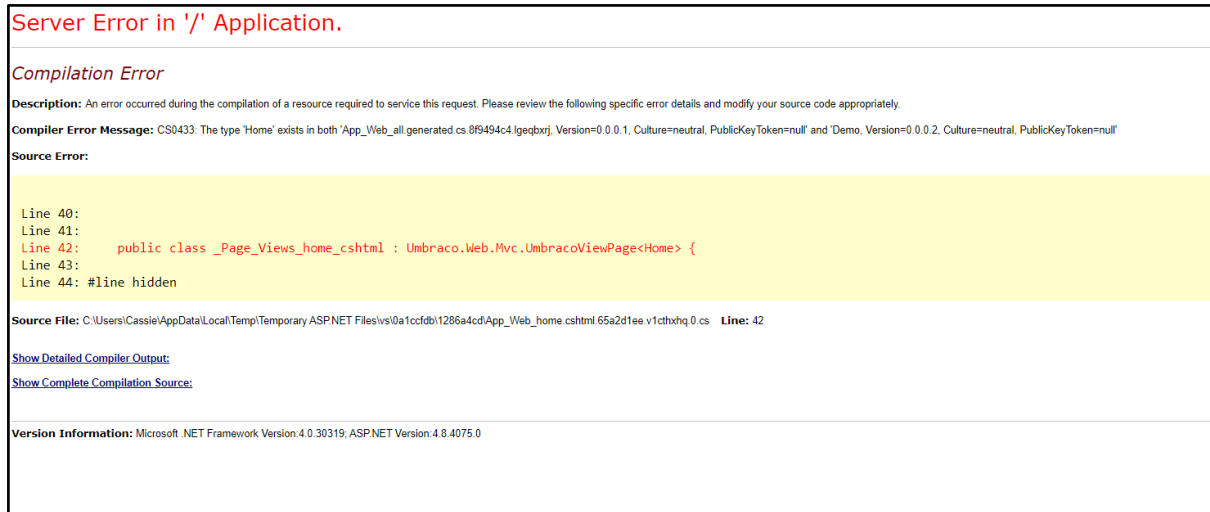 Server Error in '/' Application.
Compilation Error
Description: An error occurred during the compilation of a resource required to service this request. Please review the following specific error details and modify your source code appropriately.
Compiler Error Message: CS0433: The type 'Home' exists in both 'App_Web_all.generated.cs.8f9494c4.lgeqbxrj, Version=0.0.0.1, Culture=neutral, PublicKeyToken=null' and 'Demo, Version=0.0.0.2, Culture=neutral, PublicKeyToken=null'
Source Error:
Line 40:
Line 41:
Line 42:     public class _Page_Views_home_cshtml : Umbraco.Web.Mvc.UmbracoViewPage<Home> {
Line 43:
Line 44: #line hidden
Source File: C:\Users\Cassie\AppData\Local\Temp\Temporary ASP.NET Files\vs\0a1ccfdb\1286a4cd\App_Web_home.cshtml.65a2d1ee.v1cthxhq.0.cs    Line: 42
Show Detailed Compiler Output:
Show Complete Compilation Source:
Version Information: Microsoft .NET Framework Version:4.0.30319; ASP.NET Version:4.8.4075.0